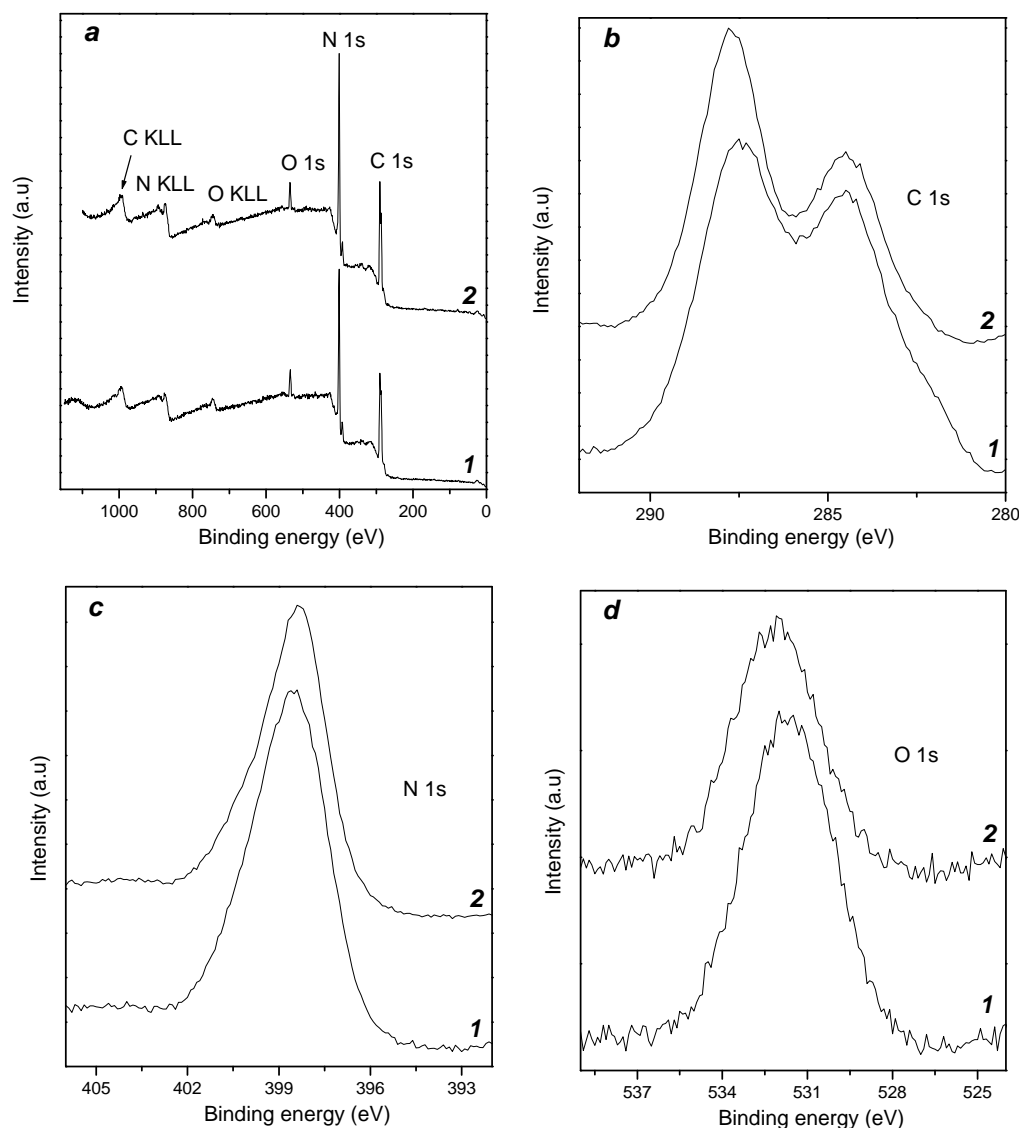 a
N 1s
C KLL
N KLL
O KLL
O 1s
C 1s
2
1
Intensity (a.u)
1000 800 600 400 200 0
Binding energy (eV)
b
C 1s
2
1
Intensity (a.u)
290 285 280
Binding energy (eV)
c
N 1s
2
1
Intensity (a.u)
405 402 399 396 393
Binding energy (eV)
d
O 1s
2
1
Intensity (a.u)
537 534 531 528 525
Binding energy (eV)